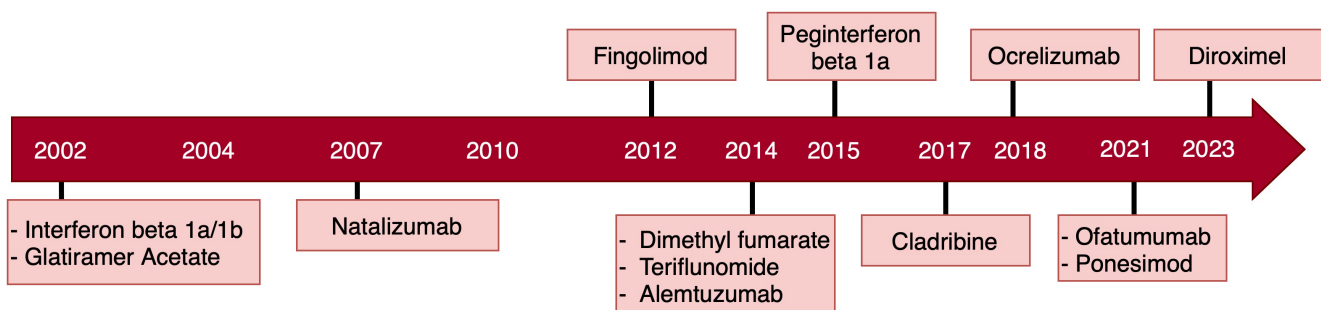 Fingolimod
Peginterferon
beta 1a
Ocrelizumab
Diroximel
2002 2004 2007 2010 2012 2014 2015 2017 2018 2021 2023
- Interferon beta 1a/1b
- Glatiramer Acetate
Natalizumab
- Dimethyl fumarate
- Teriflunomide
- Alemtuzumab
Cladribine
- Ofatumumab
- Ponesimod